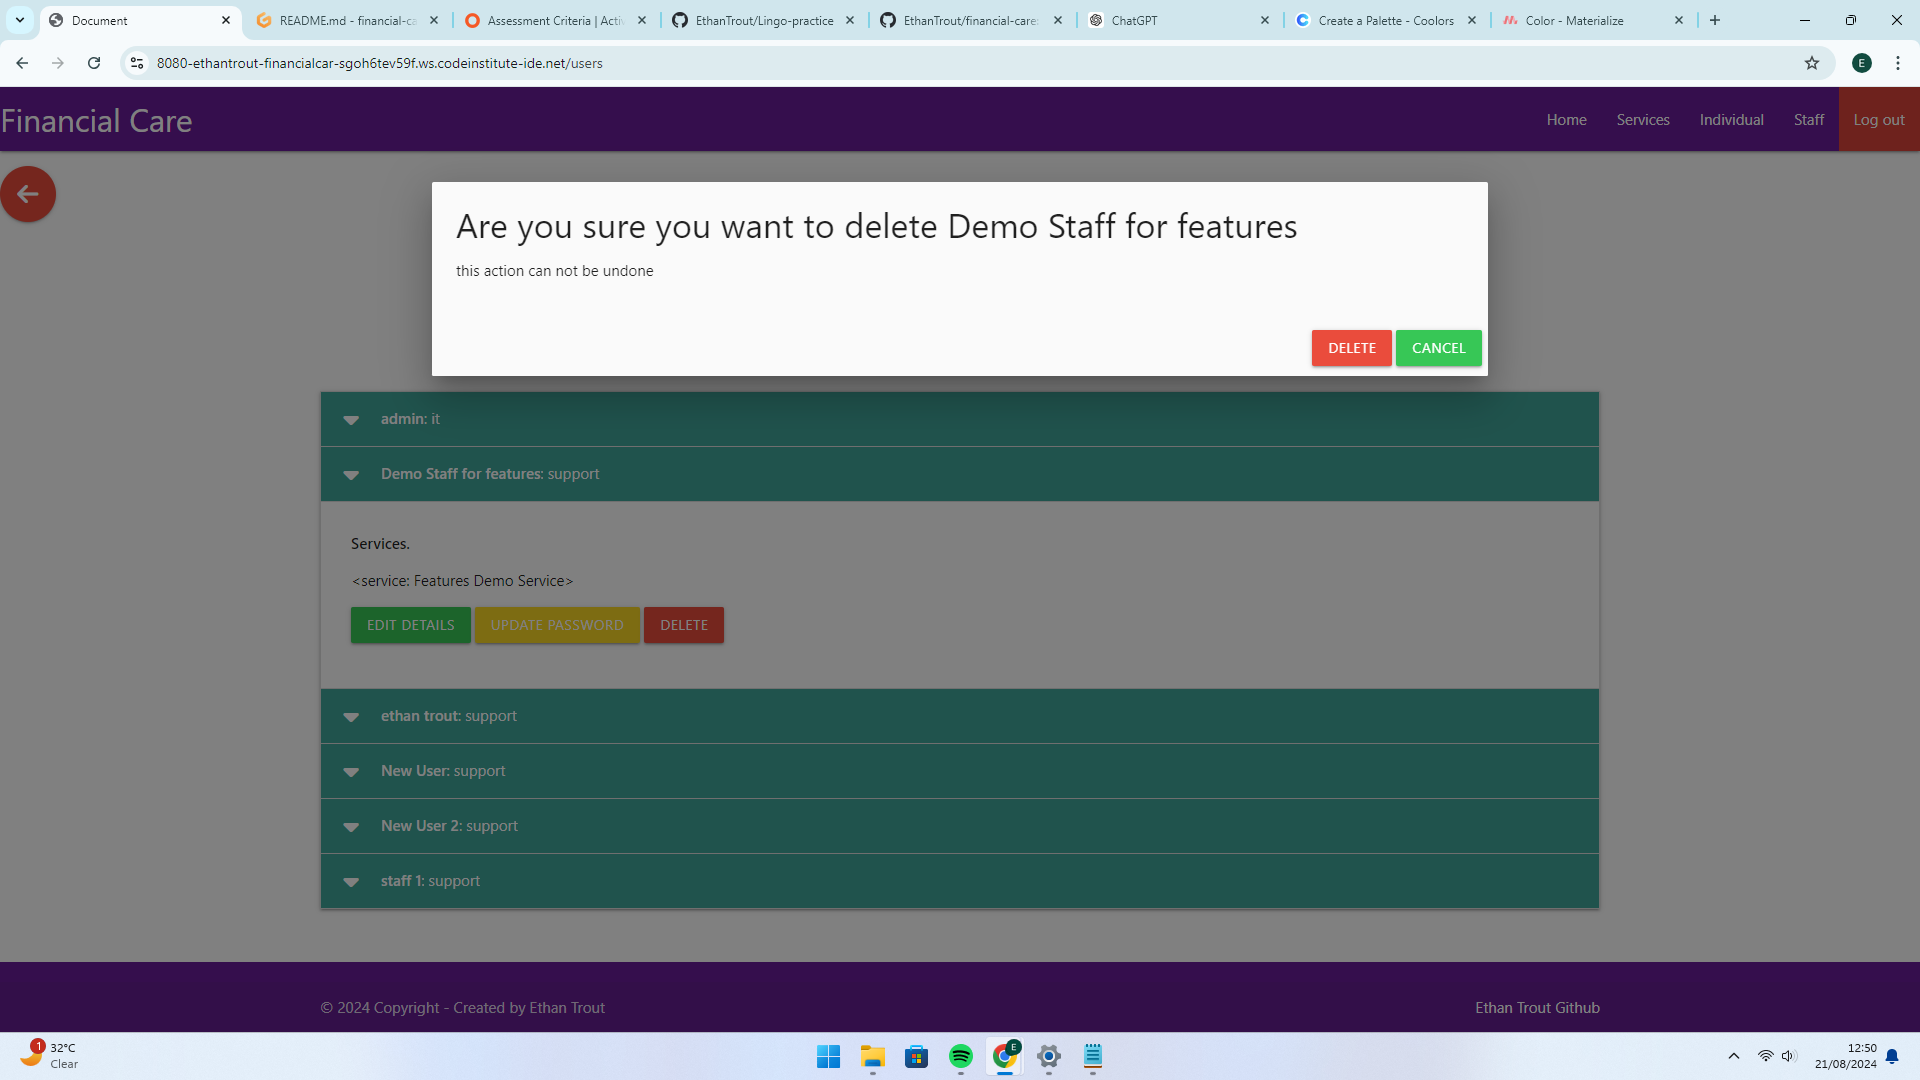 Document
README.md - financial-ca
Assessment Criteria | Activ
EthanTrout/Lingo-practice
EthanTrout/financial-care:
ChatGPT
Create a Palette - Coolors
Color - Materialize
8080-ethantrout-financialcar-sgoh6tev59f.ws.codeinstitute-ide.net/users
E
Financial Care
Home
Services
Individual
Staff
Log out
Are you sure you want to delete Demo Staff for features
this action can not be undone
DELETE
CANCEL
admin: it
Demo Staff for features: support
Services.
<service: Features Demo Service>
EDIT DETAILS
UPDATE PASSWORD
DELETE
ethan trout: support
New User: support
New User 2: support
staff 1: support
© 2024 Copyright - Created by Ethan Trout
Ethan Trout Github
1
32°C
Clear
E
12:50
21/08/2024